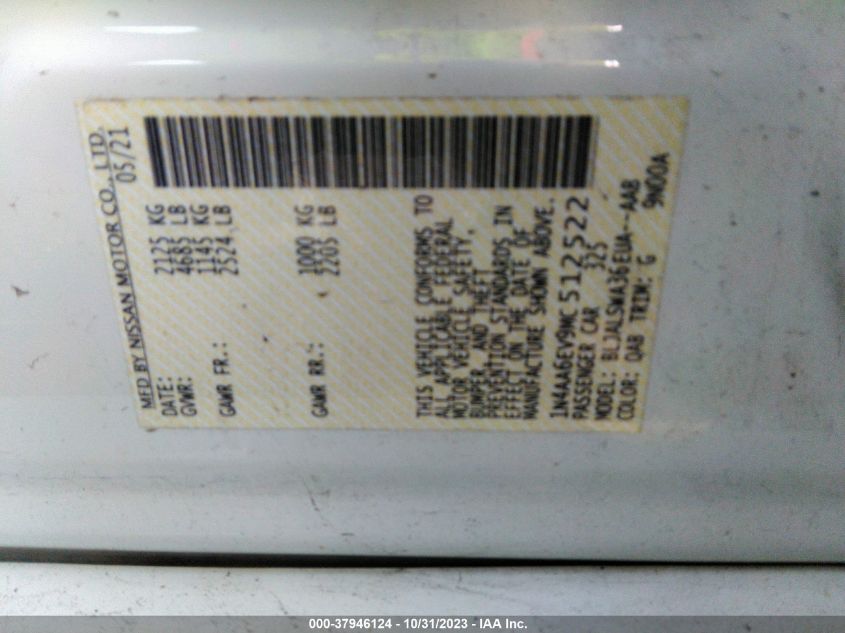 MFD BY NISSAN MOTOR CO., LTD.
DATE: 05/21
GVWR: 2125 KG
4685 LB
GAWR FR.: 1145 KG
2524 LB
GAWR RR.: 1000 KG
2205 LB
THIS VEHICLE CONFORMS TO
ALL APPLICABLE FEDERAL
MOTOR VEHICLE SAFETY,
BUMPER, AND THEFT
PREVENTION STANDARDS IN
EFFECT ON THE DATE OF
MANUFACTURE SHOWN ABOVE.
1N4AA6EV9MC512522
PASSENGER CAR 325
MODEL: BLJALSWA36EUA--AAB
COLOR: QAB TRIM: G 9N00A
000-37946124 - 10/31/2023 - IAA Inc.